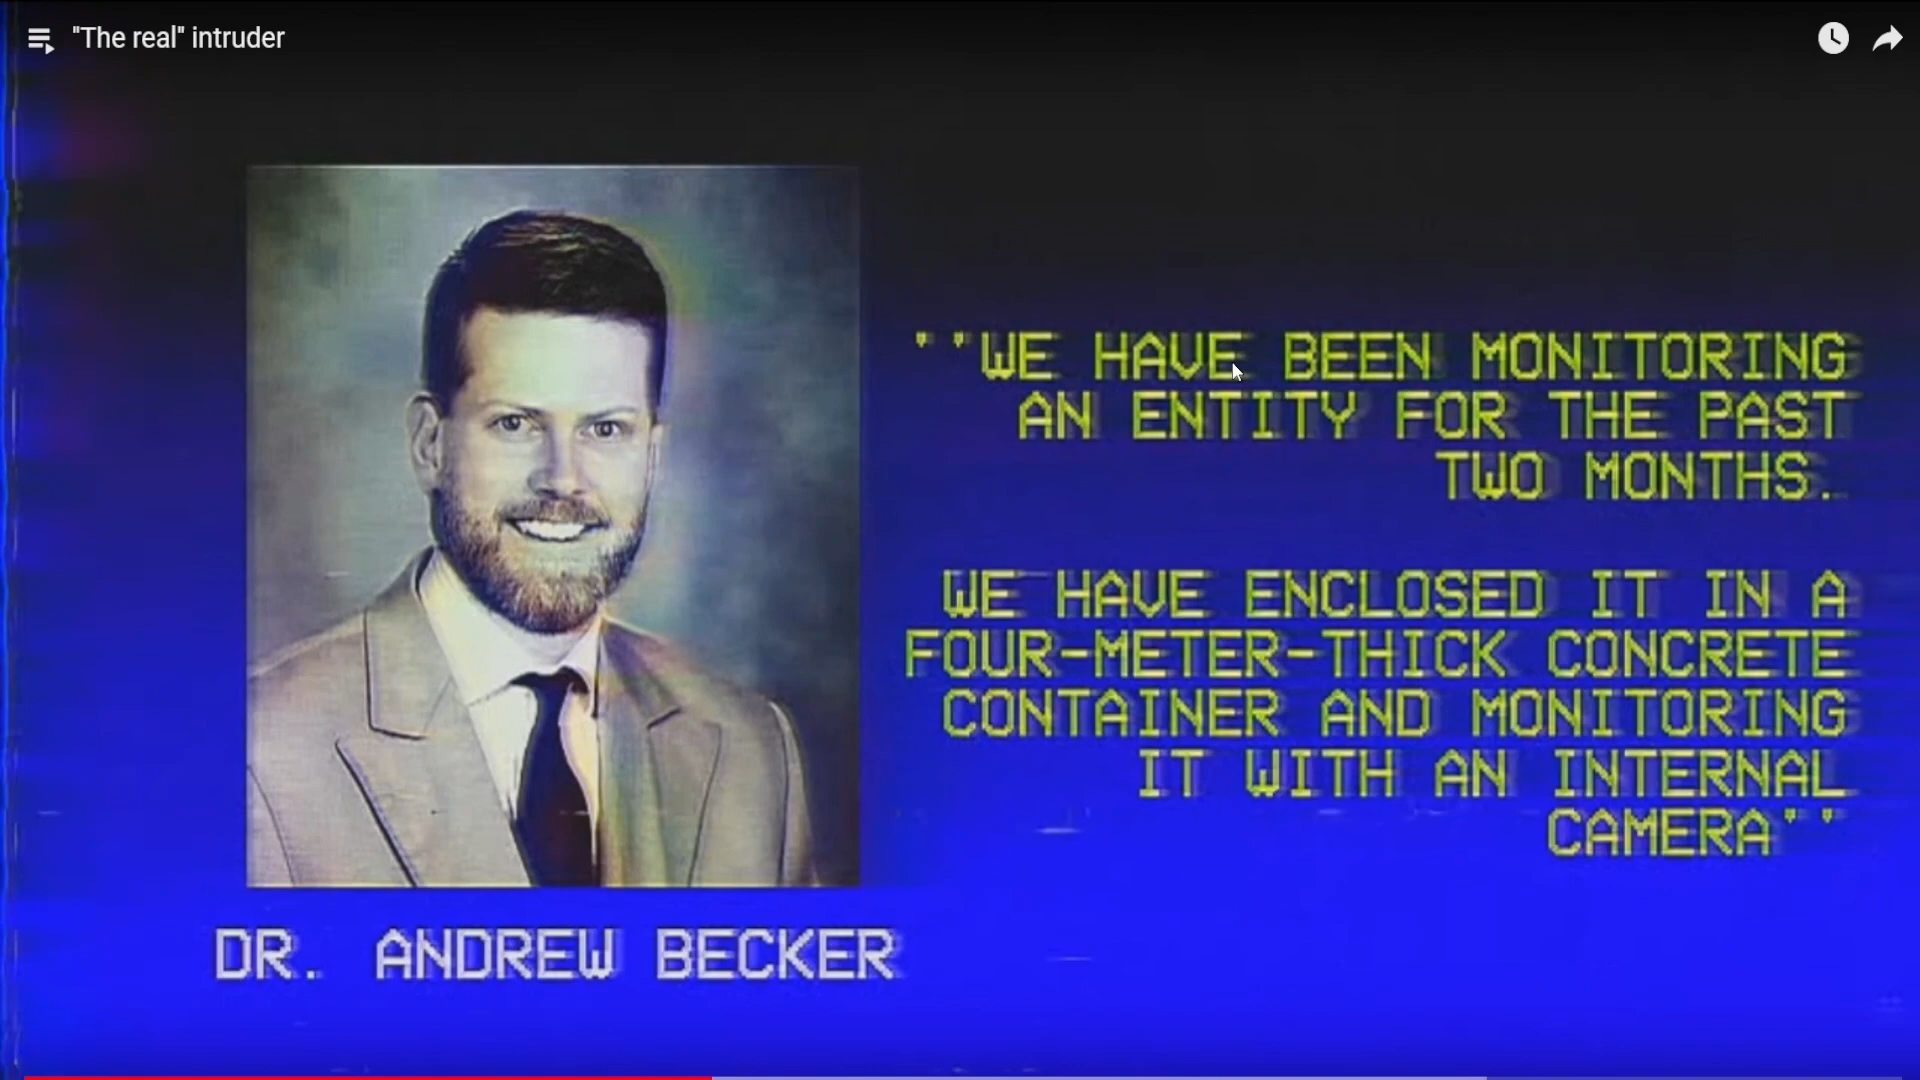 "The real" intruder
''WE HAVE BEEN MONITORING
AN ENTITY FOR THE PAST
TWO MONTHS.
WE HAVE ENCLOSED IT IN A
FOUR-METER-THICK CONCRETE
CONTAINER AND MONITORING
IT WITH AN INTERNAL
CAMERA''
DR. ANDREW BECKER